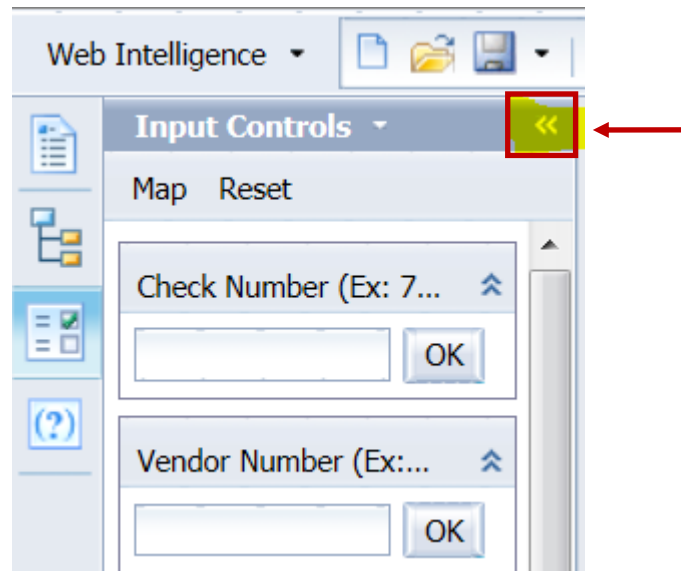 Web Intelligence
Input Controls
Map Reset
Check Number (Ex: 7...
OK
(?)
Vendor Number (Ex:...
OK